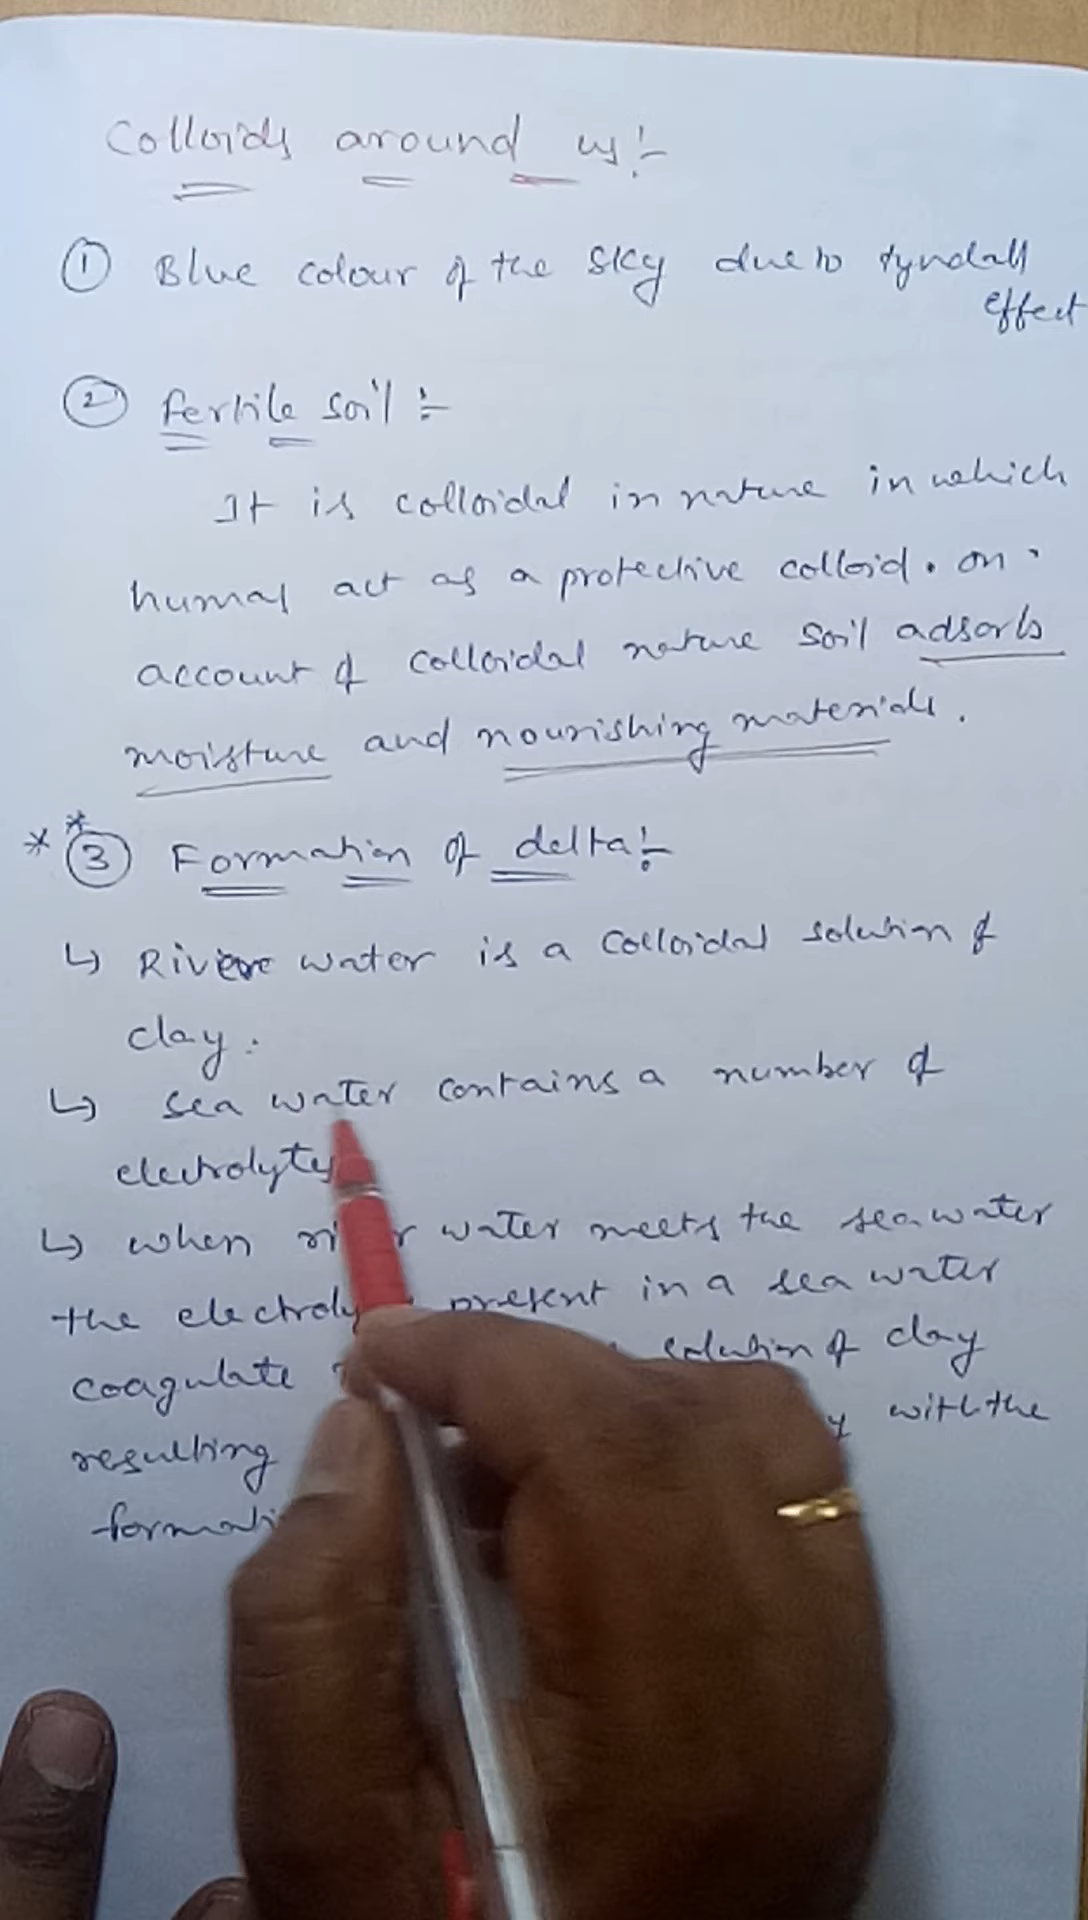 Colloids around us:-
① Blue colour of the sky due to tyndall
effect
② fertile soil :-
It is colloidal in nature in which
humas act as a protective colloid. on
account of colloidal nature soil adsorbs
moisture and nourishing materials.
** ③ Formation of delta:-
↳ River water is a colloidal solution of
clay.
↳ sea water contains a number of
electrolytes
↳ when water meets the sea water
the present in a sea water
coagulate solution of clay
resulting with the